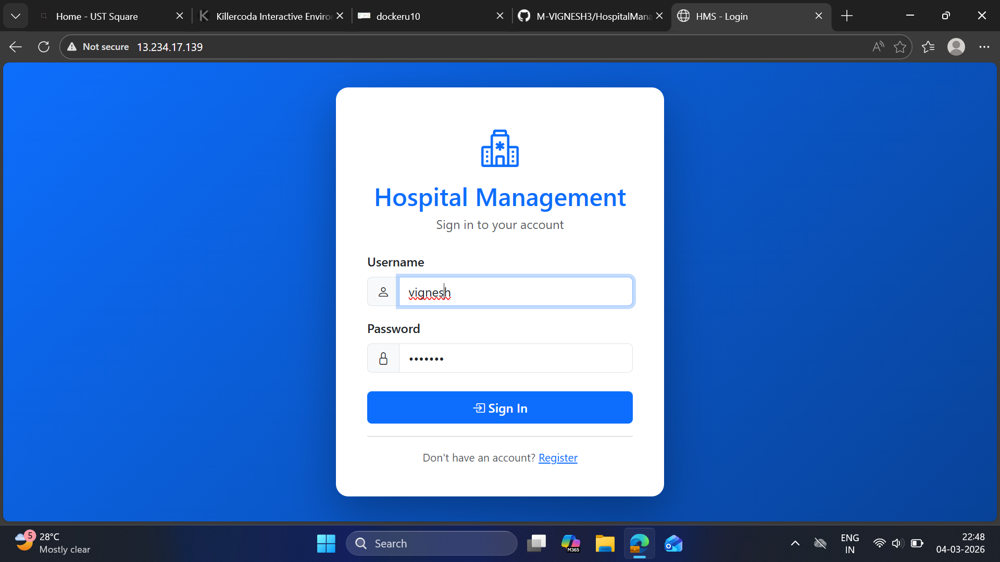 Home - UST Square
Killercoda Interactive Enviro
dockeru10
M-VIGNESH3/HospitalMana
HMS - Login
Not secure
13.234.17.139
Hospital Management
Sign in to your account
Username
vignesh
Password
•••••••
Sign In
Don't have an account? Register
5
28°C
Mostly clear
Search
M365
ENG
IN
22:48
04-03-2026